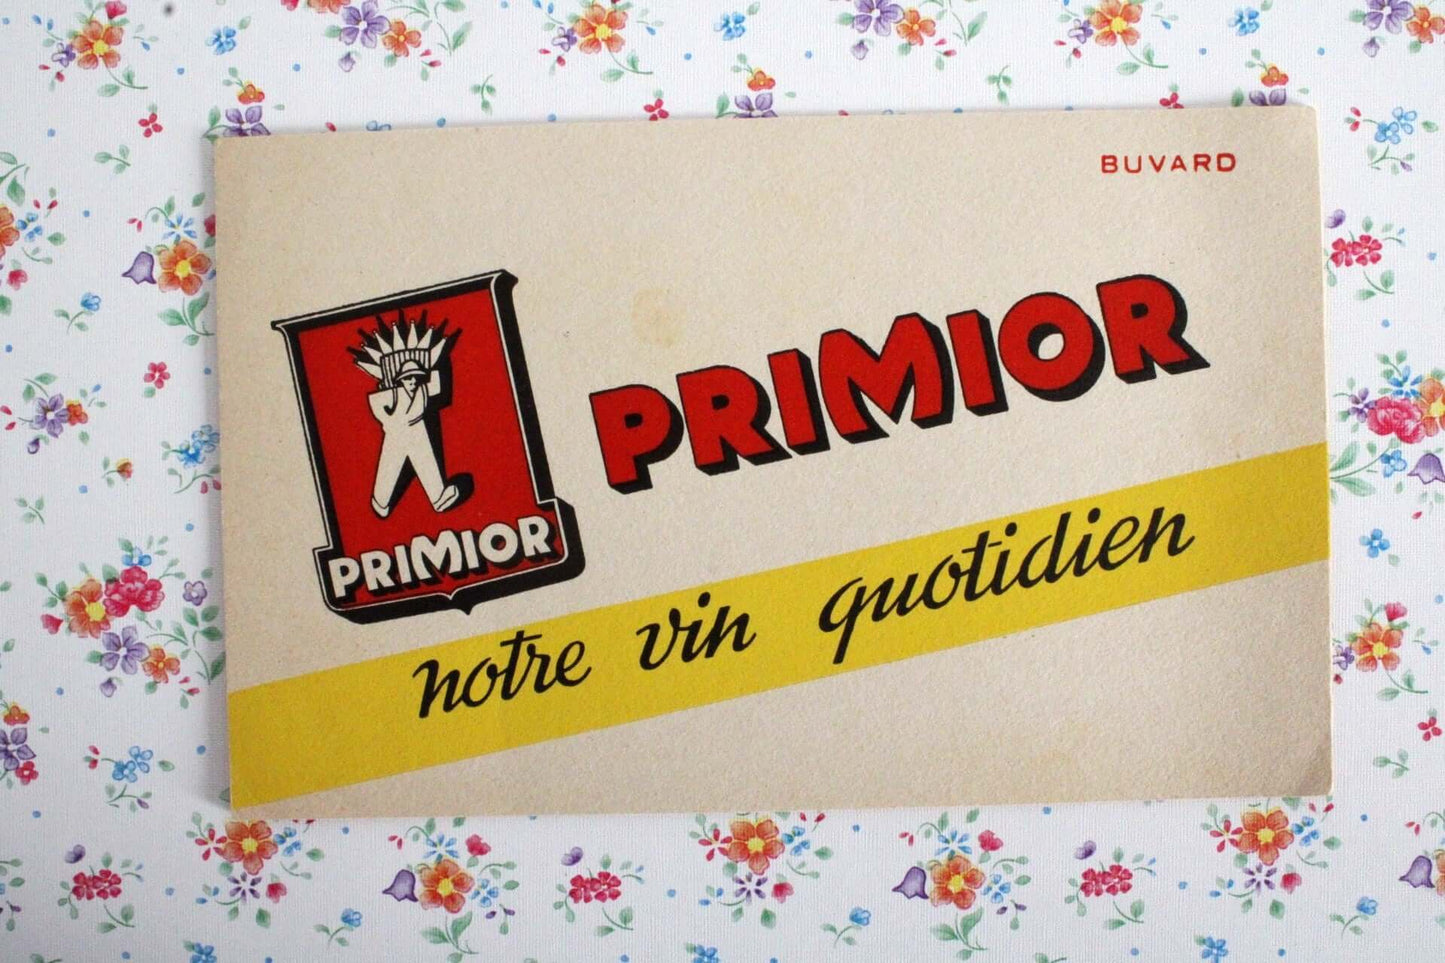 BUVARD
PRIMIOR
PRIMIOR
notre vin quotidien